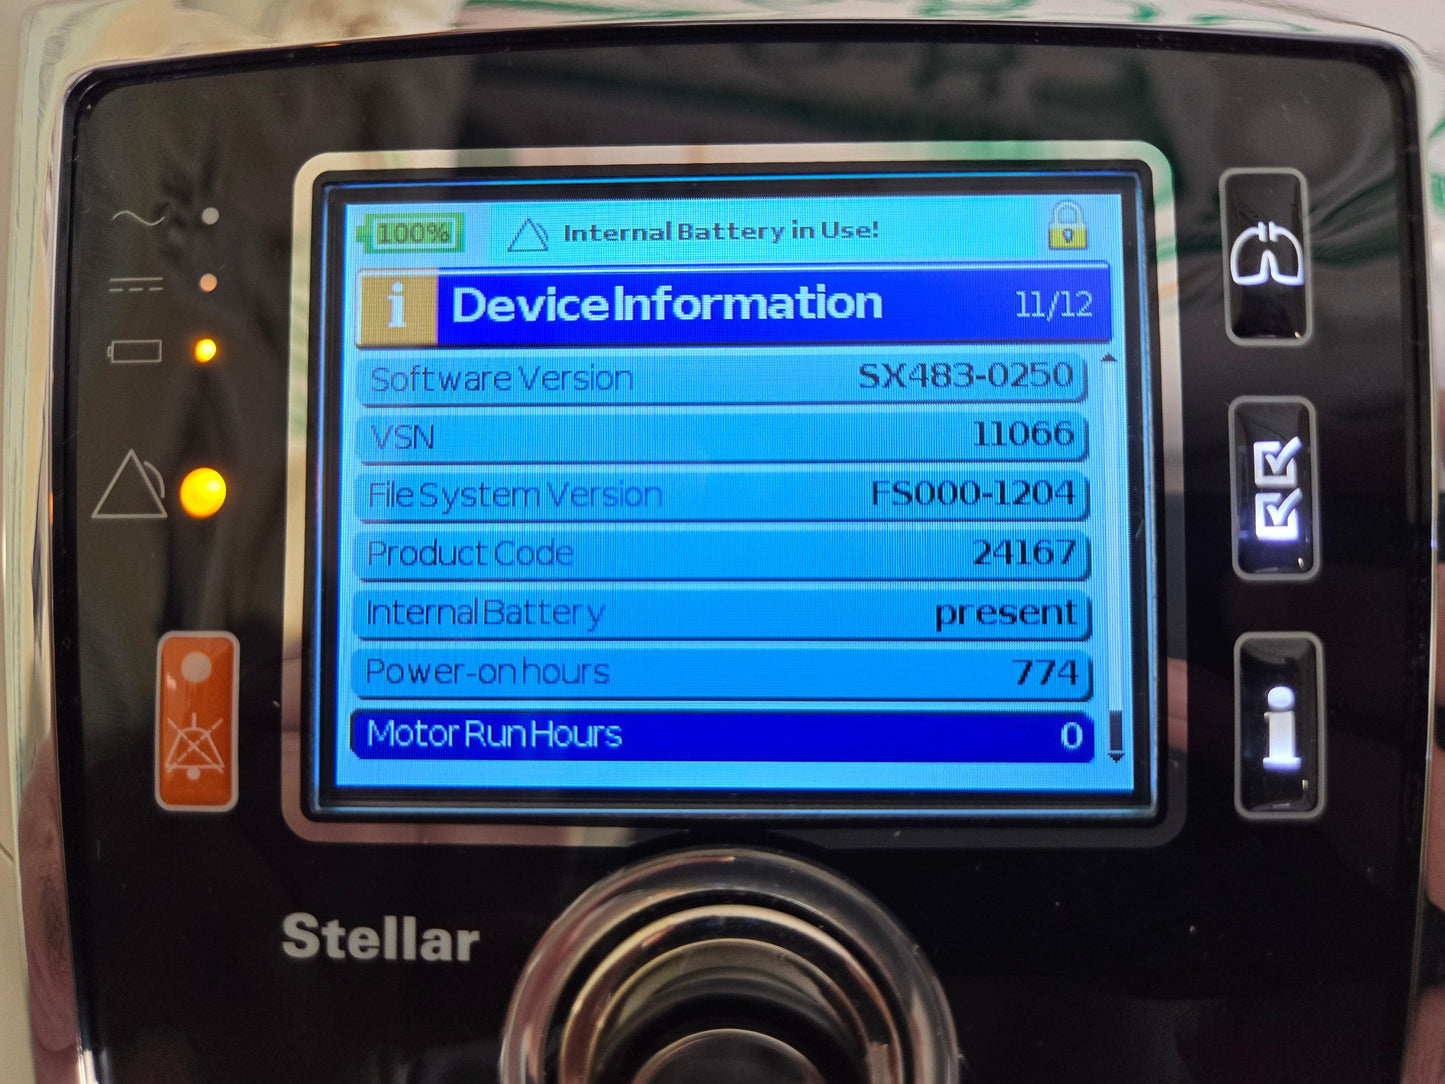 100% Internal Battery in Use!
i Device Information 11/12
Software Version SX483-0250
VSN 11066
File System Version FS000-1204
Product Code 24167
Internal Battery present
Power-on hours 774
Motor Run Hours 0
i
Stellar